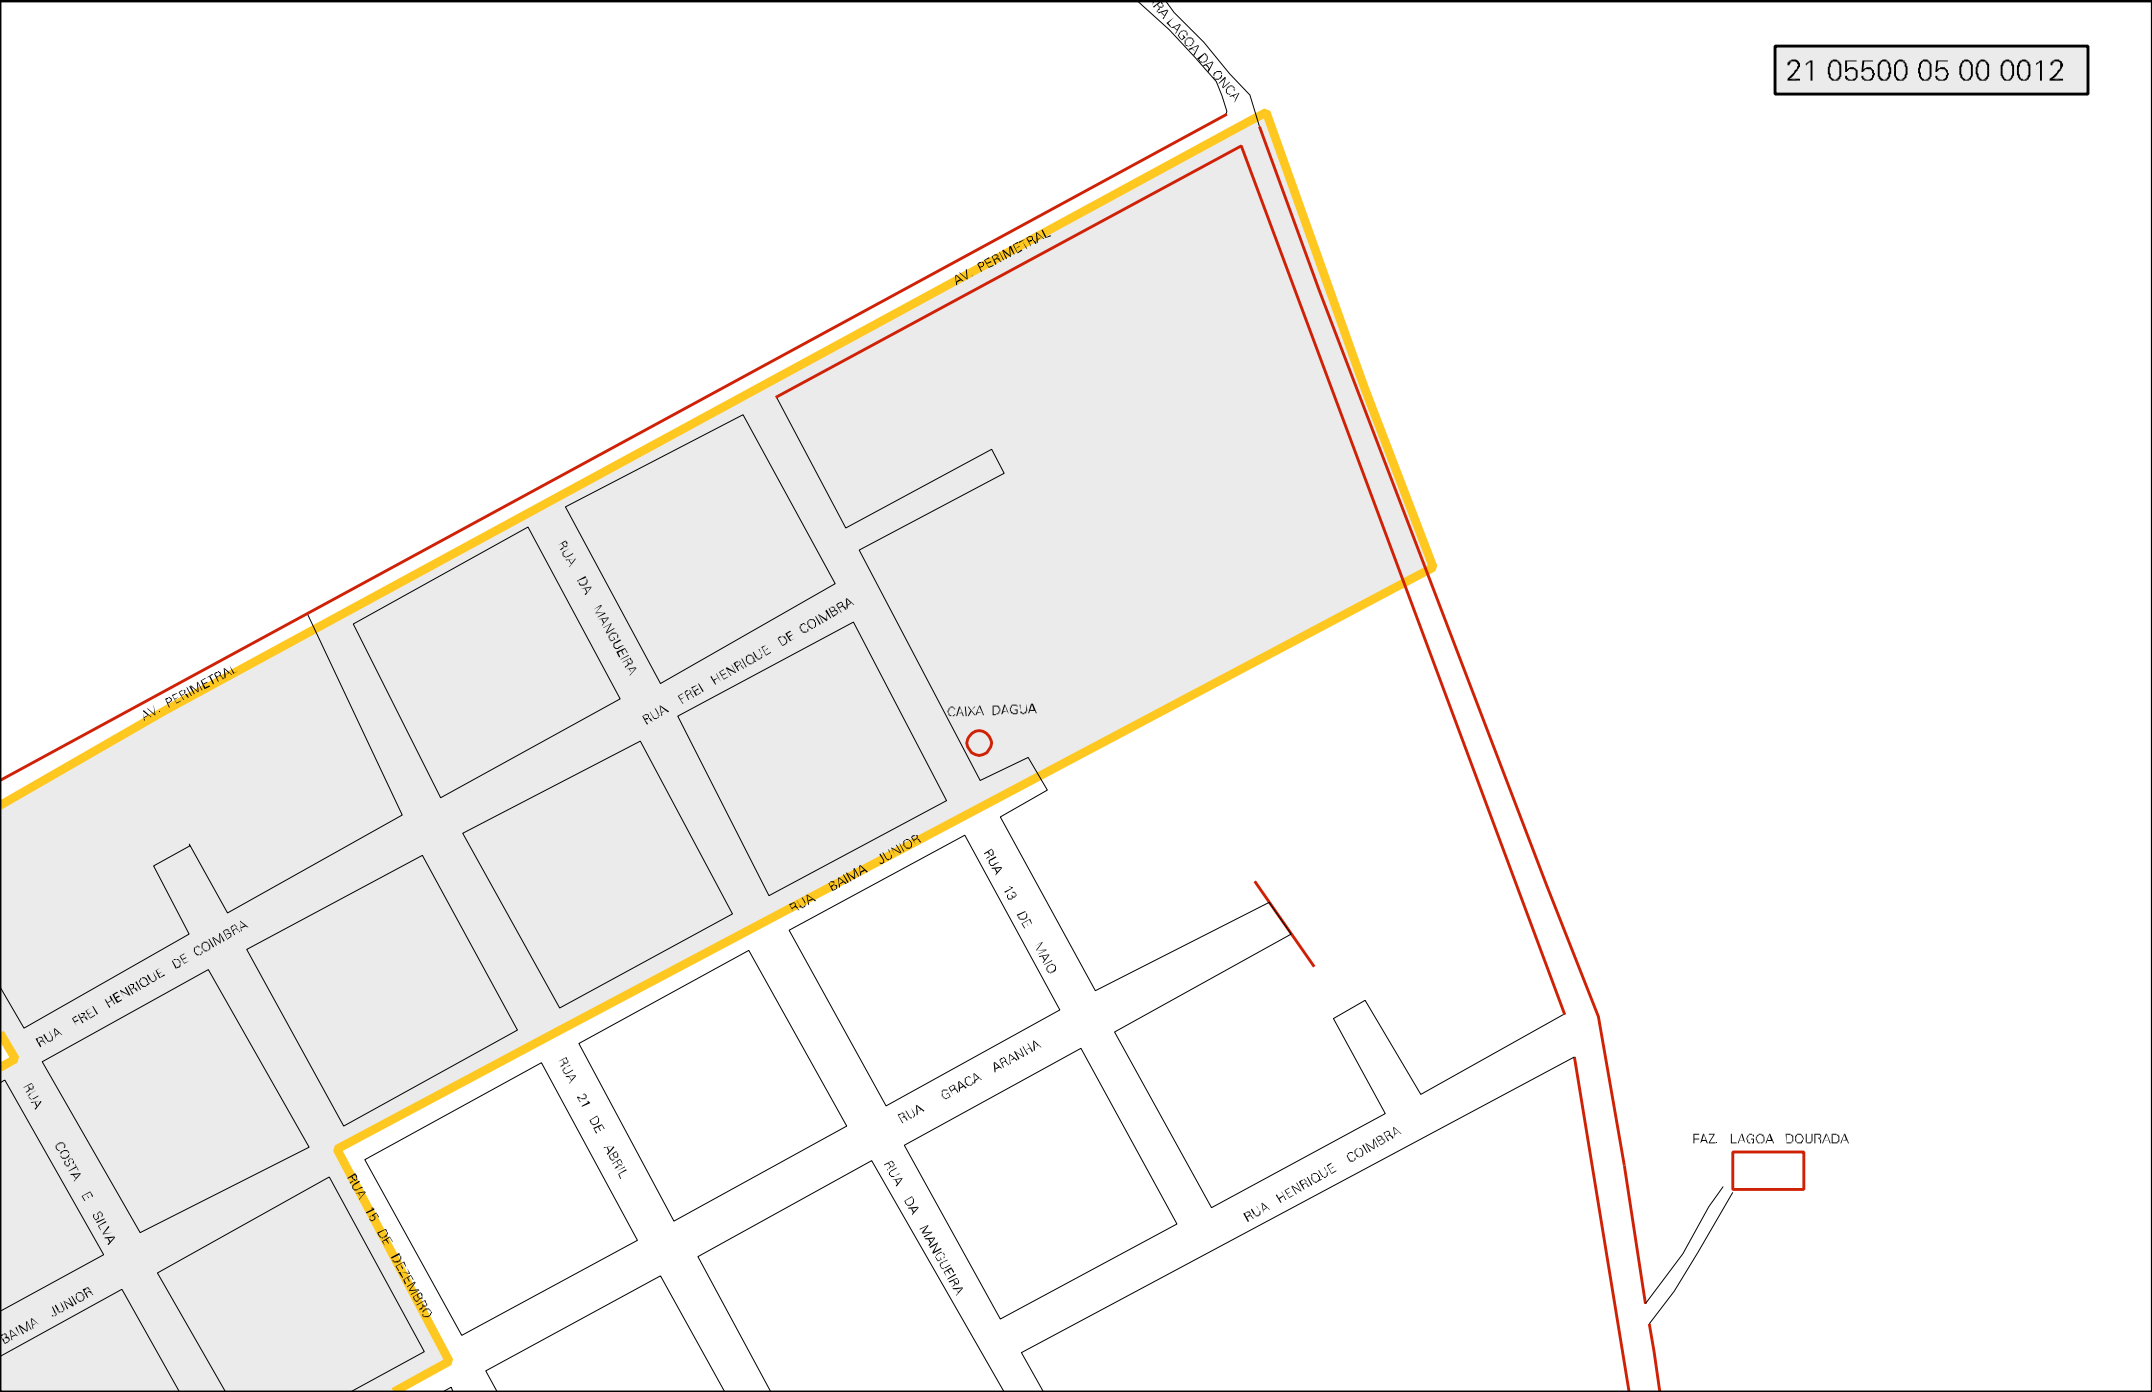 RA LAGOA DA ONCA
21 05500 05 00 0012
AV. PERIMETRAL
RUA DA MANGUEIRA
RUA FREI HENRIQUE DE COIMBRA
AV. PERIMETRAL
CAIXA DAGUA
RUA BAIMA JUNIOR
RUA 13 DE MAIO
RUA FREI HENRIQUE DE COIMBRA
RUA GRACA ARANHA
RUA 21 DE ABRIL
RUA COSTA E SILVA
RUA 15 DE DEZEMBRO
RUA DA MANGUEIRA
RUA HENRIQUE COIMBRA
FAZ. LAGOA DOURADA
BAIMA JUNIOR